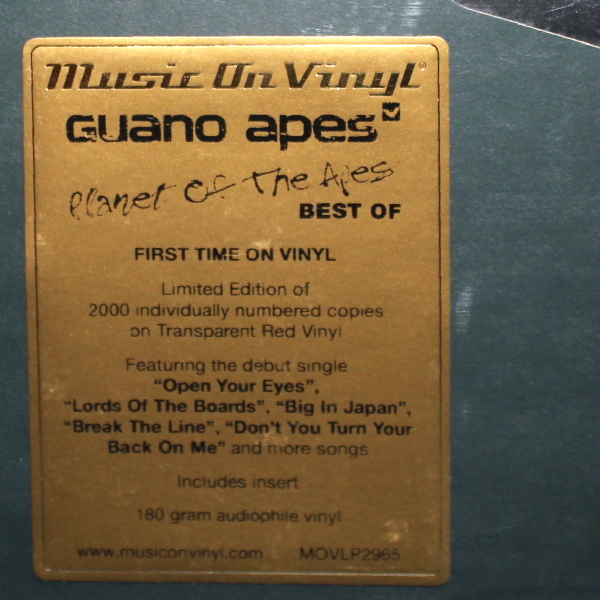 Music On Vinyl®
Guano apes
Planet Of The Apes
BEST OF
FIRST TIME ON VINYL
Limited Edition of
2000 individually numbered copies
on Transparent Red Vinyl
Featuring the debut single
“Open Your Eyes”,
“Lords Of The Boards”, “Big In Japan”,
“Break The Line”, “Don't You Turn Your
Back On Me” and more songs
Includes insert
180 gram audiophile vinyl
www.musiconvinyl.com MOVLP2965